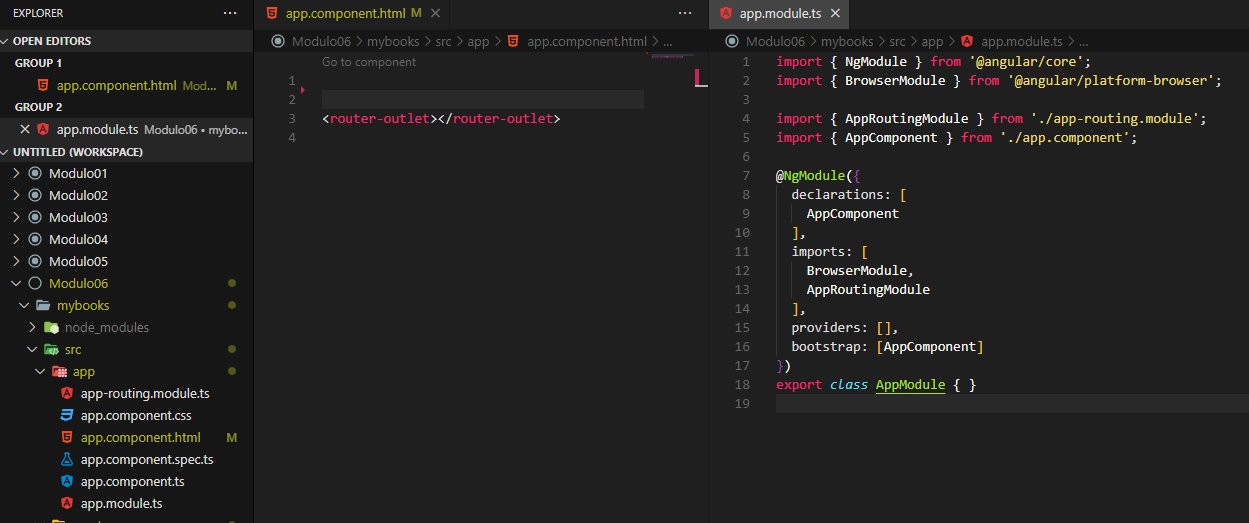 EXPLORER
OPEN EDITORS
GROUP 1
app.component.html Mod... M
GROUP 2
app.module.ts Modulo06 • mybo...
UNTITLED (WORKSPACE)
Modulo01
Modulo02
Modulo03
Modulo04
Modulo05
Modulo06
mybooks
node_modules
src
app
app-routing.module.ts
app.component.css
app.component.html M
app.component.spec.ts
app.component.ts
app.module.ts
app.component.html M
Modulo06 > mybooks > src > app > app.component.html > ...
Go to component
1
2
3 <router-outlet></router-outlet>
4
app.module.ts
Modulo06 > mybooks > src > app > app.module.ts > ...
1 import { NgModule } from '@angular/core';
2 import { BrowserModule } from '@angular/platform-browser';
3
4 import { AppRoutingModule } from './app-routing.module';
5 import { AppComponent } from './app.component';
6
7 @NgModule({
8 declarations: [
9 AppComponent
10 ],
11 imports: [
12 BrowserModule,
13 AppRoutingModule
14 ],
15 providers: [],
16 bootstrap: [AppComponent]
17 })
18 export class AppModule { }
19